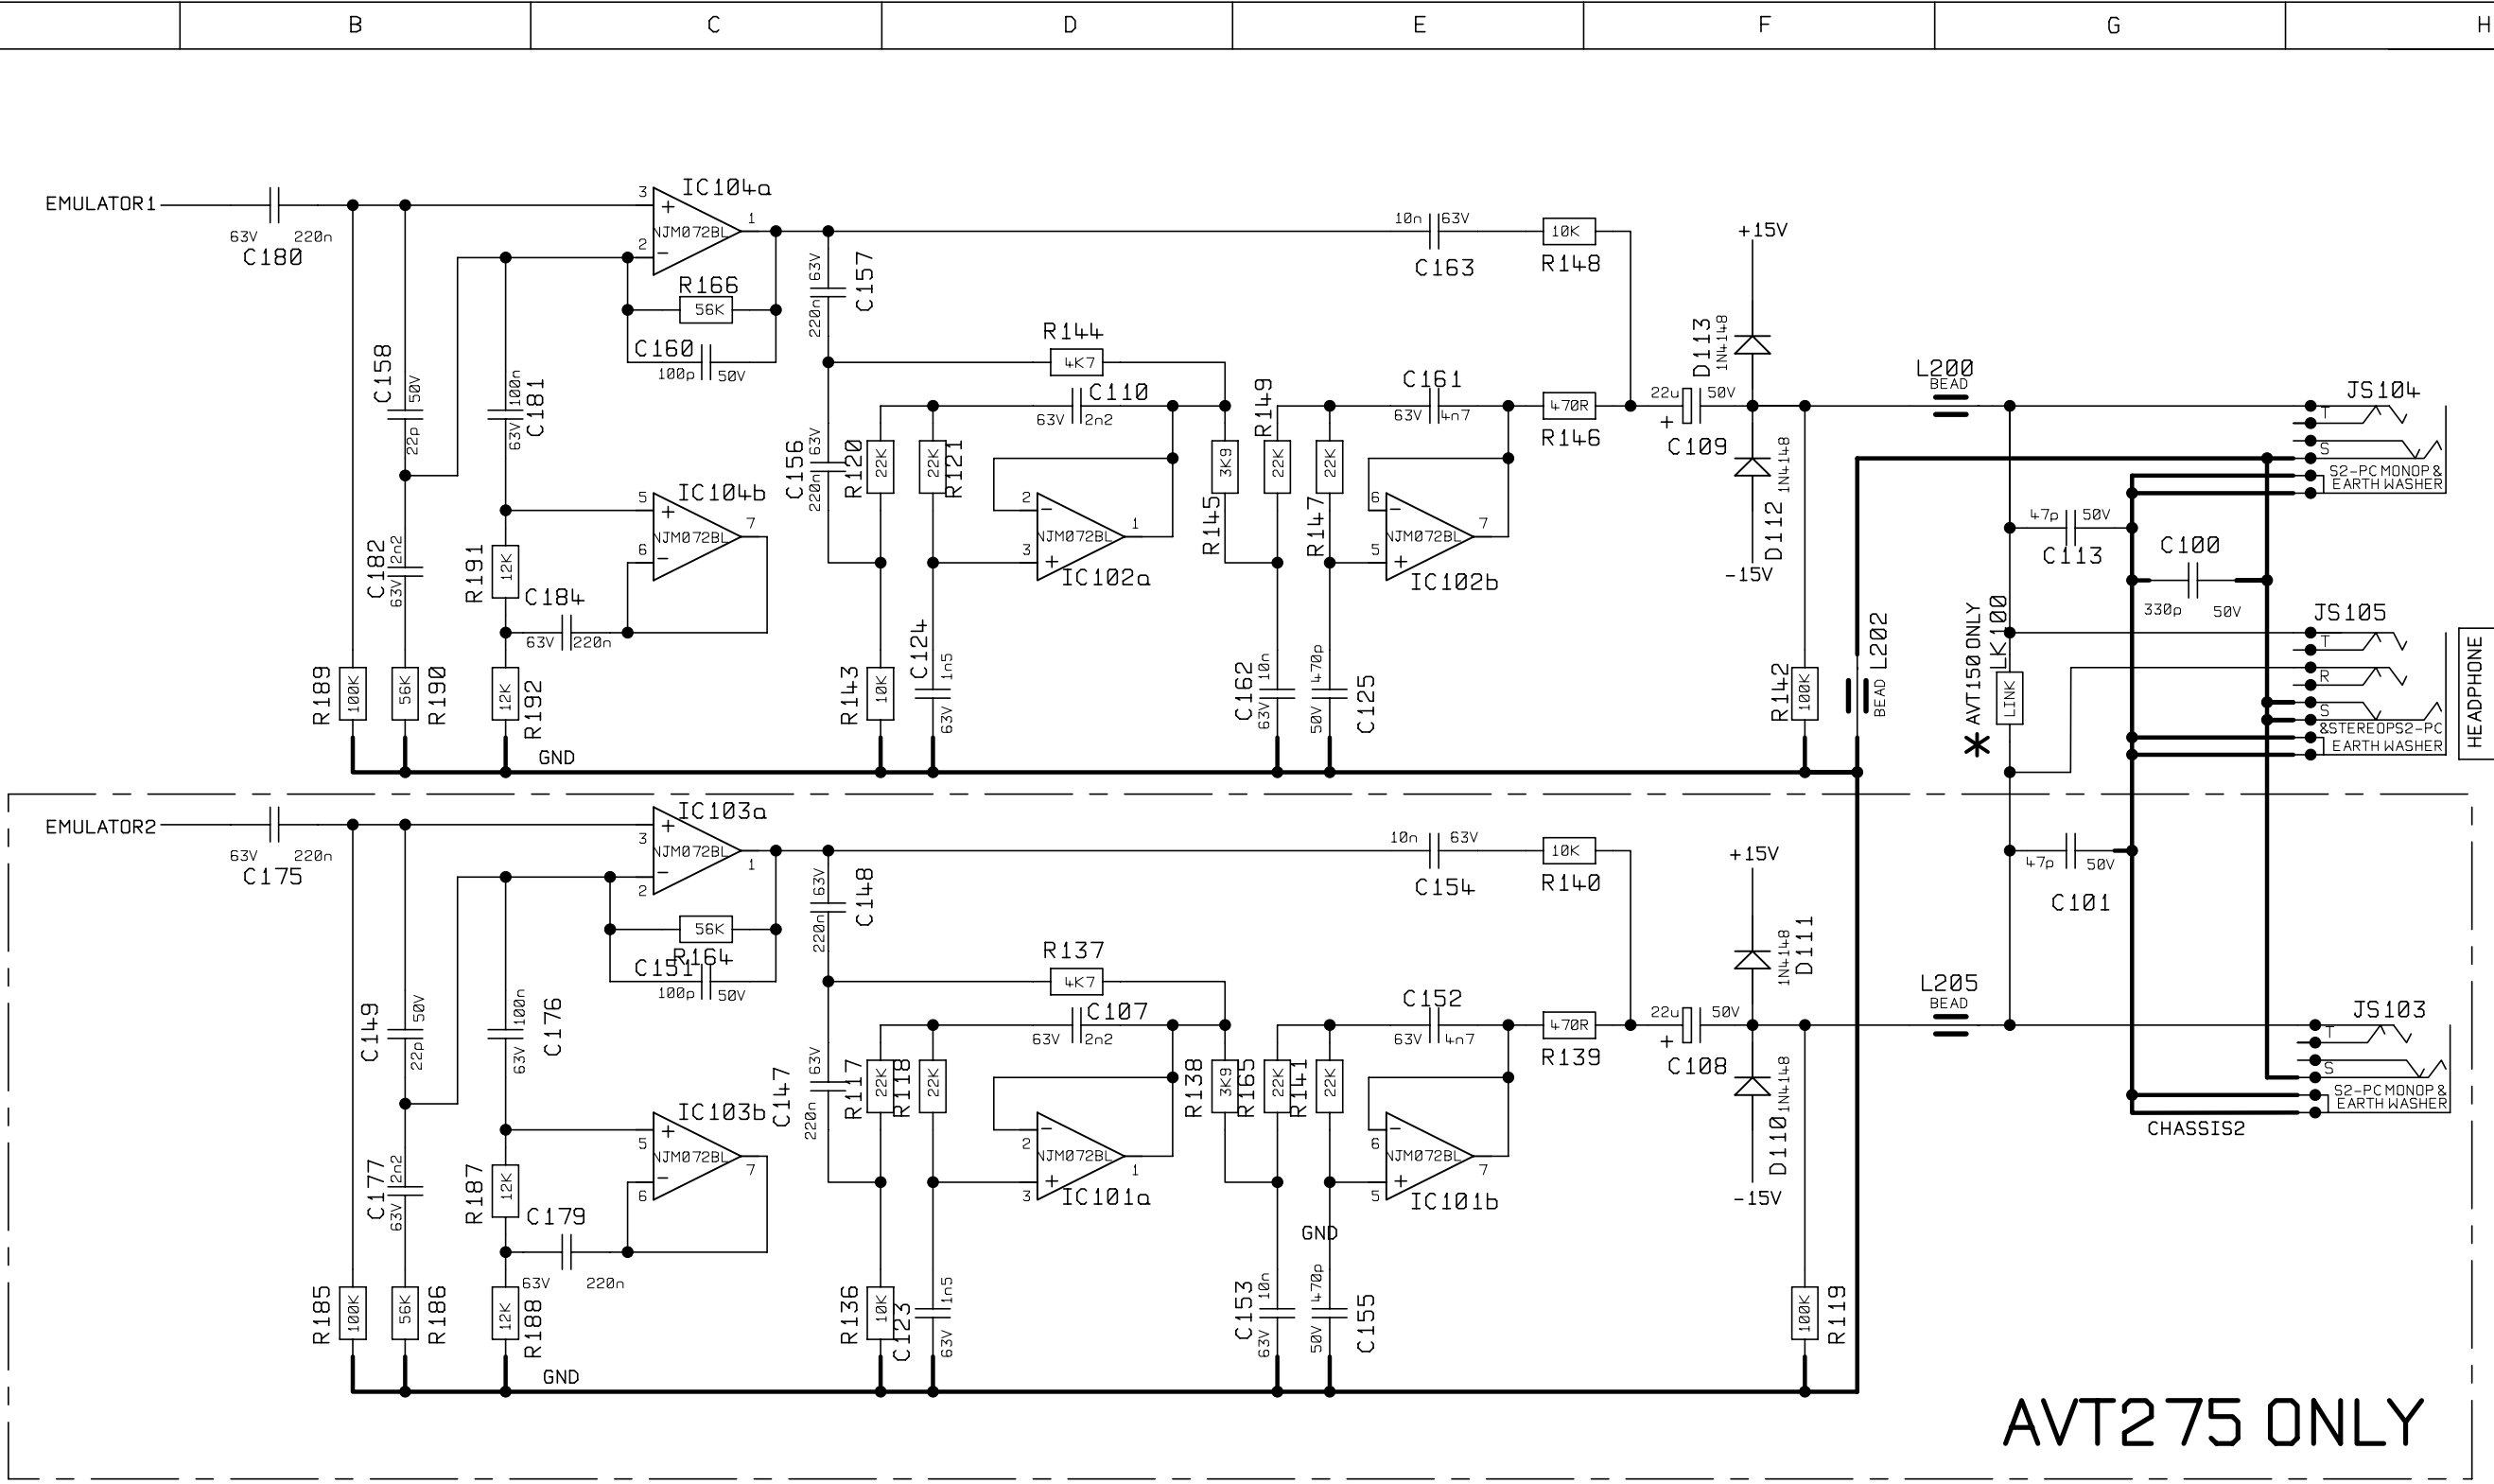 B C D E F G H
EMULATOR1
63V 220n
C180
3
2
1
IC104a
NJM072BL
R166
56K
C160
100p 50V
C158
50V
22p
100n
C181
63V
C182
2n2
63V
R191
12K
C184
63V 220n
5
6
7
IC104b
NJM072BL
R189
100K
56K
R190
12K
R192
GND
63V
C157
220n
R144
4K7
C110
63V 2n2
C156
63V
220n
R120
22K
22K
R121
2
3
1
NJM072BL
IC102a
R143
10K
C124
1n5
63V
R145
3K9
R149
22K
R147
22K
10n 63V
C163
10K
R148
C161
63V 4n7
470R
R146
6
5
7
NJM072BL
IC102b
C162
10n
63V
470p
50V
C125
+15V
D113
1N4148
22u 50V
+
C109
1N4148
D112
-15V
R142
100K
L202
BEAD
L200
BEAD
JS104
T
S
S2-PC MONOP &
EARTH WASHER
47p 50V
C113
C100
330p 50V
AVT150 ONLY
LK100
LINK
JS105
T
R
S
&STEREOPS2-PC
EARTH WASHER
HEADPHONE
EMULATOR2
63V 220n
C175
IC103a
3
2
1
NJM072BL
56K
R164
C151
100p 50V
C149
50V
22p
100n
C176
63V
C177
2n2
63V
R187
12K
C179
63V 220n
IC103b
5
6
7
NJM072BL
R185
100K
56K
R186
12K
R188
GND
63V
C148
220n
R137
4K7
C107
63V 2n2
C147
63V
220n
R117
22K
R118
22K
2
3
1
NJM072BL
IC101a
R136
10K
C123
1n5
63V
R138
3K9
R165
22K
R141
22K
10n 63V
C154
10K
R140
C152
63V 4n7
470R
R139
6
5
7
NJM072BL
IC101b
GND
C153
10n
63V
470p
50V
C155
+15V
1N4148
D111
22u 50V
+
C108
1N4148
D110
-15V
100K
R119
47p 50V
C101
L205
BEAD
JS103
T
S
S2-PC MONOP &
EARTH WASHER
CHASSIS2
AVT275 ONLY